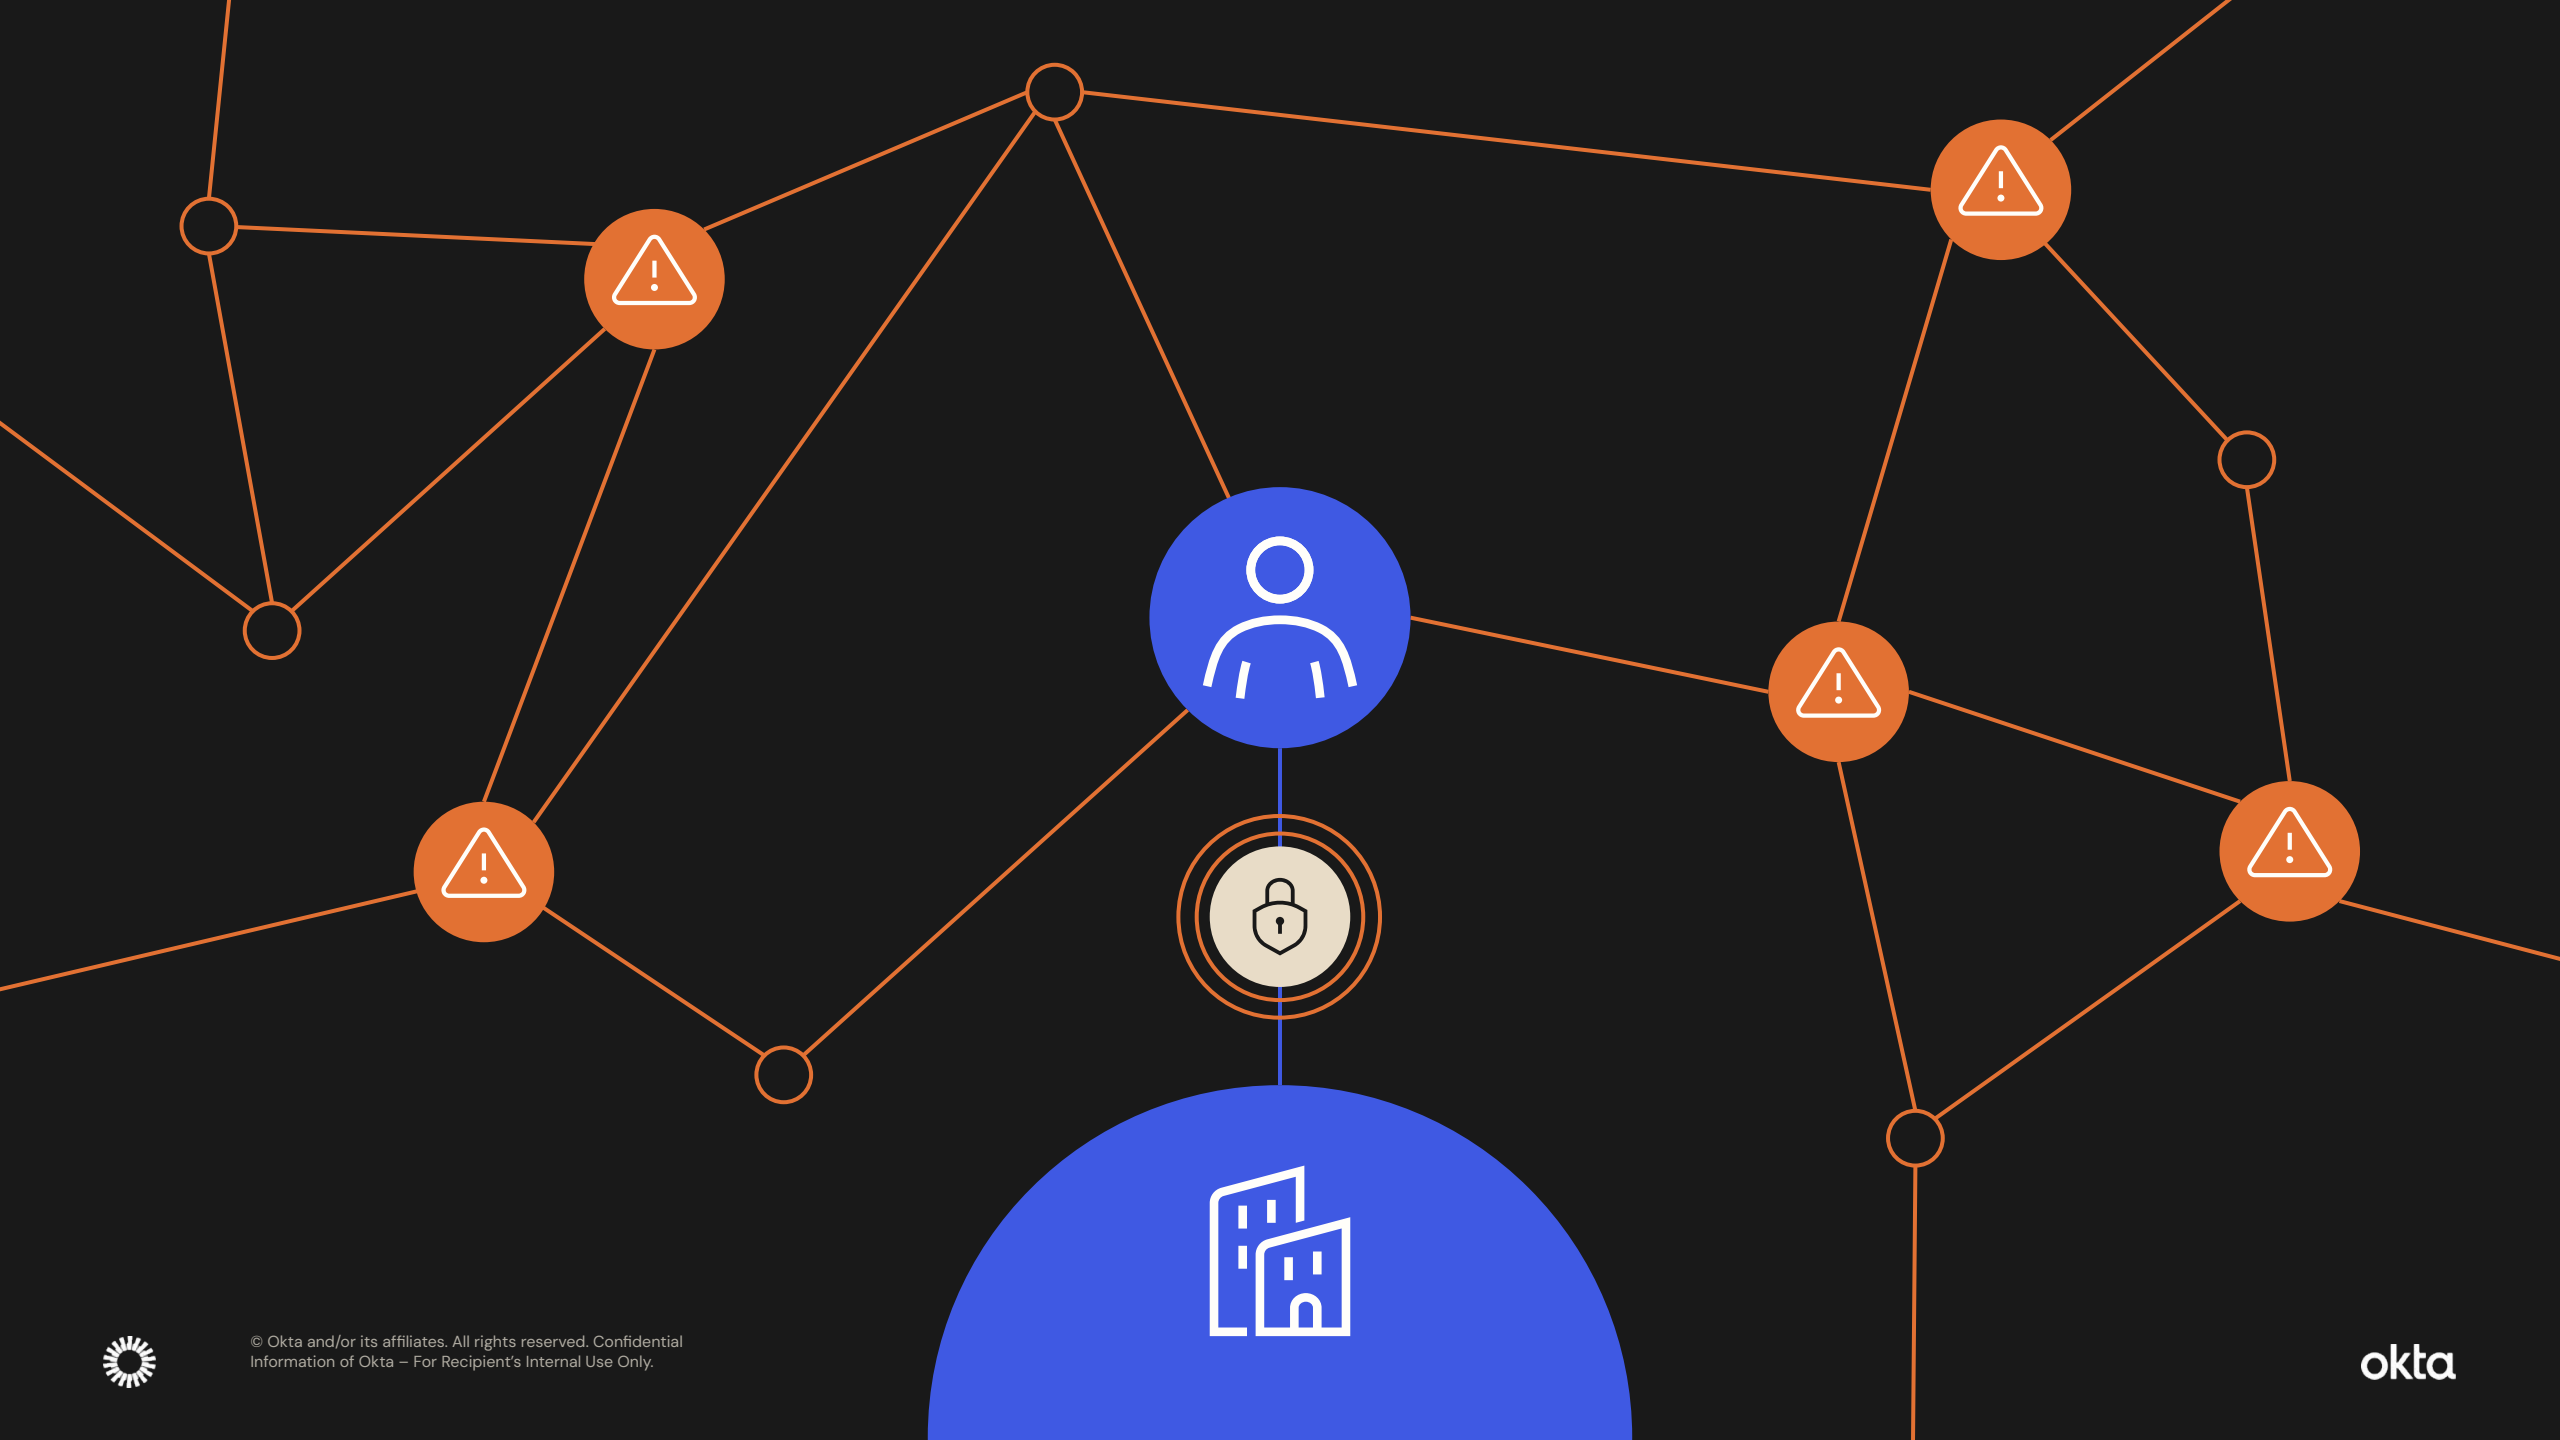 © Okta and/or its affiliates. All rights reserved. Confidential
Information of Okta – For Recipient’s Internal Use Only.
okta